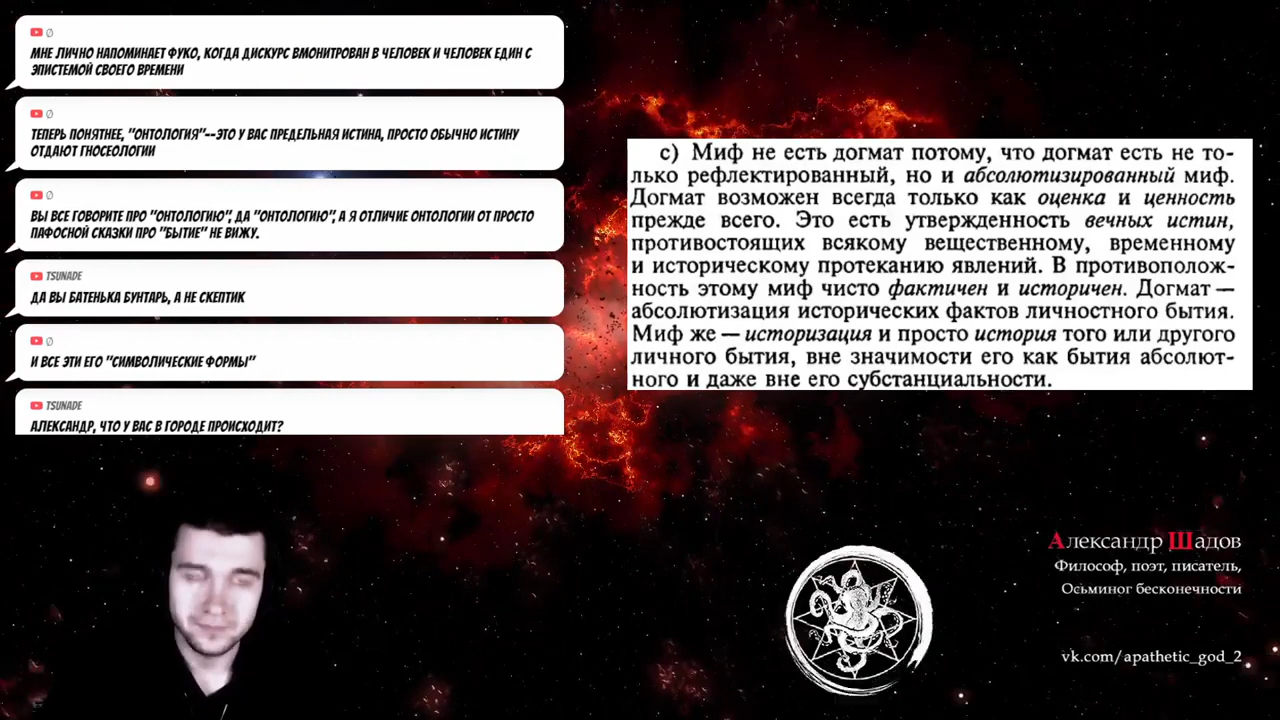 Ø
МНЕ ЛИЧНО НАПОМИНАЕТ ФУКО, КОГДА ДИСКУРС ВМОНИТРОВАН В ЧЕЛОВЕК И ЧЕЛОВЕК ЕДИН С
ЭПИСТЕМОЙ СВОЕГО ВРЕМЕНИ
Ø
ТЕПЕРЬ ПОНЯТНЕЕ, "ОНТОЛОГИЯ"--ЭТО У ВАС ПРЕДЕЛЬНАЯ ИСТИНА, ПРОСТО ОБЫЧНО ИСТИНУ
ОТДАЮТ ГНОСЕОЛОГИИ
Ø
ВЫ ВСЕ ГОВОРИТЕ ПРО "ОНТОЛОГИЮ", ДА "ОНТОЛОГИЮ", А Я ОТЛИЧИЕ ОНТОЛОГИИ ОТ ПРОСТО
ПАФОСНОЙ СКАЗКИ ПРО "БЫТИЕ" НЕ ВИЖУ.
TSUNADE
ДА ВЫ БАТЕНЬКА БУНТАРЬ, А НЕ СКЕПТИК
Ø
И ВСЕ ЭТИ ЕГО "СИМВОЛИЧЕСКИЕ ФОРМЫ"
TSUNADE
АЛЕКСАНДР, ЧТО У ВАС В ГОРОДЕ ПРОИСХОДИТ?
с) Миф не есть догмат потому, что догмат есть не то-
лько рефлектированный, но и абсолютизированный миф.
Догмат возможен всегда только как оценка и ценность
прежде всего. Это есть утвержденность вечных истин,
противостоящих всякому вещественному, временному
и историческому протеканию явлений. В противополож-
ность этому миф чисто фактичен и историчен. Догмат —
абсолютизация исторических фактов личностного бытия.
Миф же — историзация и просто история того или другого
личного бытия, вне значимости его как бытия абсолют-
ного и даже вне его субстанциальности.
Александр Шадов
Философ, поэт, писатель,
Осьминог бесконечности
vk.com/apathetic_god_2